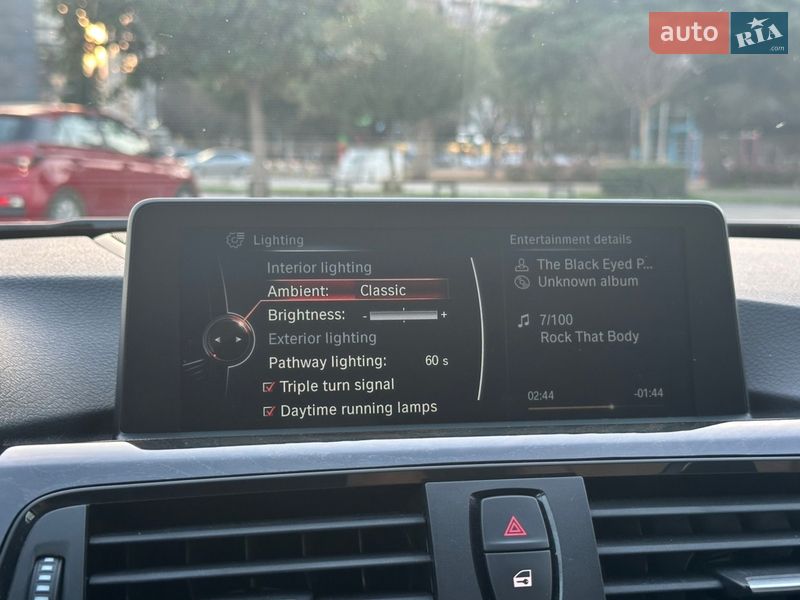 auto RIA
.com
Lighting
Interior lighting
Ambient: Classic
Brightness: - +
Exterior lighting
Pathway lighting: 60 s
Triple turn signal
Daytime running lamps
Entertainment details
The Black Eyed P...
Unknown album
7/100
Rock That Body
02:44 -01:44